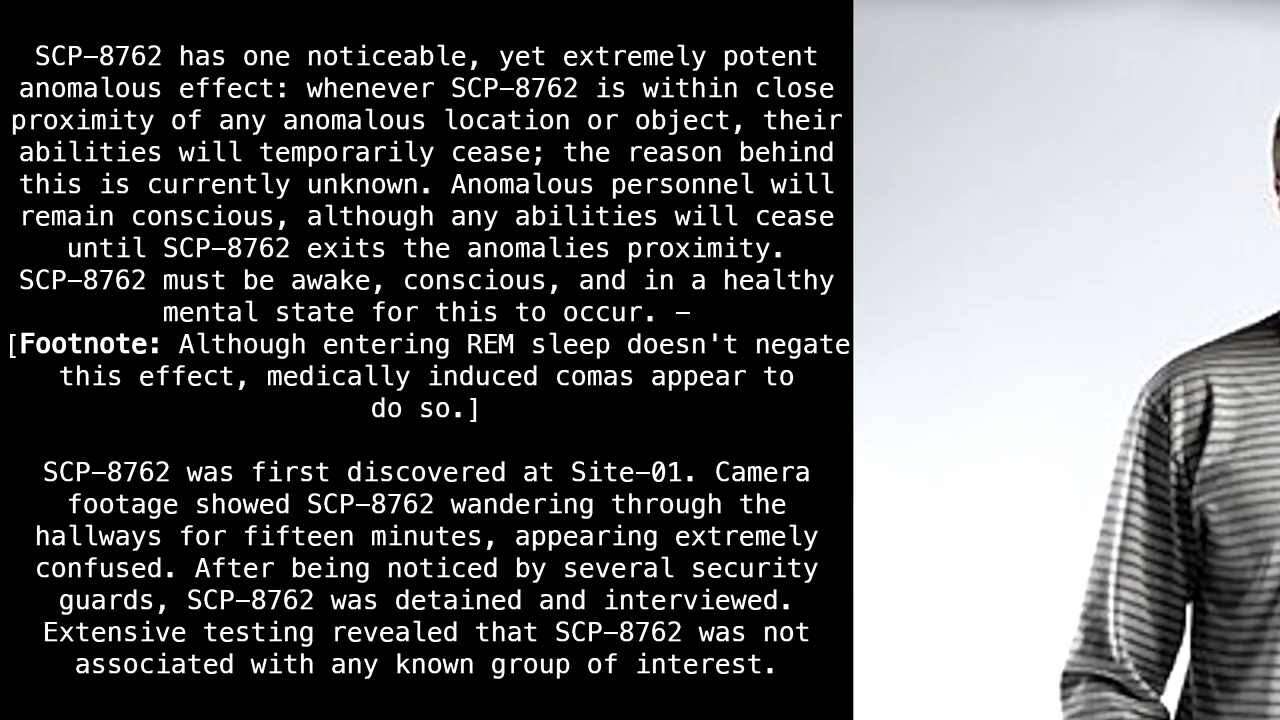 SCP–8762 has one noticeable, yet extremely potent
anomalous effect: whenever SCP–8762 is within close
proximity of any anomalous location or object, their
abilities will temporarily cease; the reason behind
this is currently unknown. Anomalous personnel will
remain conscious, although any abilities will cease
until SCP–8762 exits the anomalies proximity.
SCP–8762 must be awake, conscious, and in a healthy
mental state for this to occur. –
[Footnote: Although entering REM sleep doesn't negate
this effect, medically induced comas appear to
do so.]
SCP–8762 was first discovered at Site–01. Camera
footage showed SCP–8762 wandering through the
hallways for fifteen minutes, appearing extremely
confused. After being noticed by several security
guards, SCP–8762 was detained and interviewed.
Extensive testing revealed that SCP–8762 was not
associated with any known group of interest.